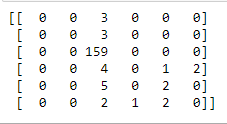 [[  0   0   3   0   0   0]
 [  0   0   3   0   0   0]
 [  0   0 159   0   0   0]
 [  0   0   4   0   1   2]
 [  0   0   5   0   2   0]
 [  0   0   2   1   2   0]]